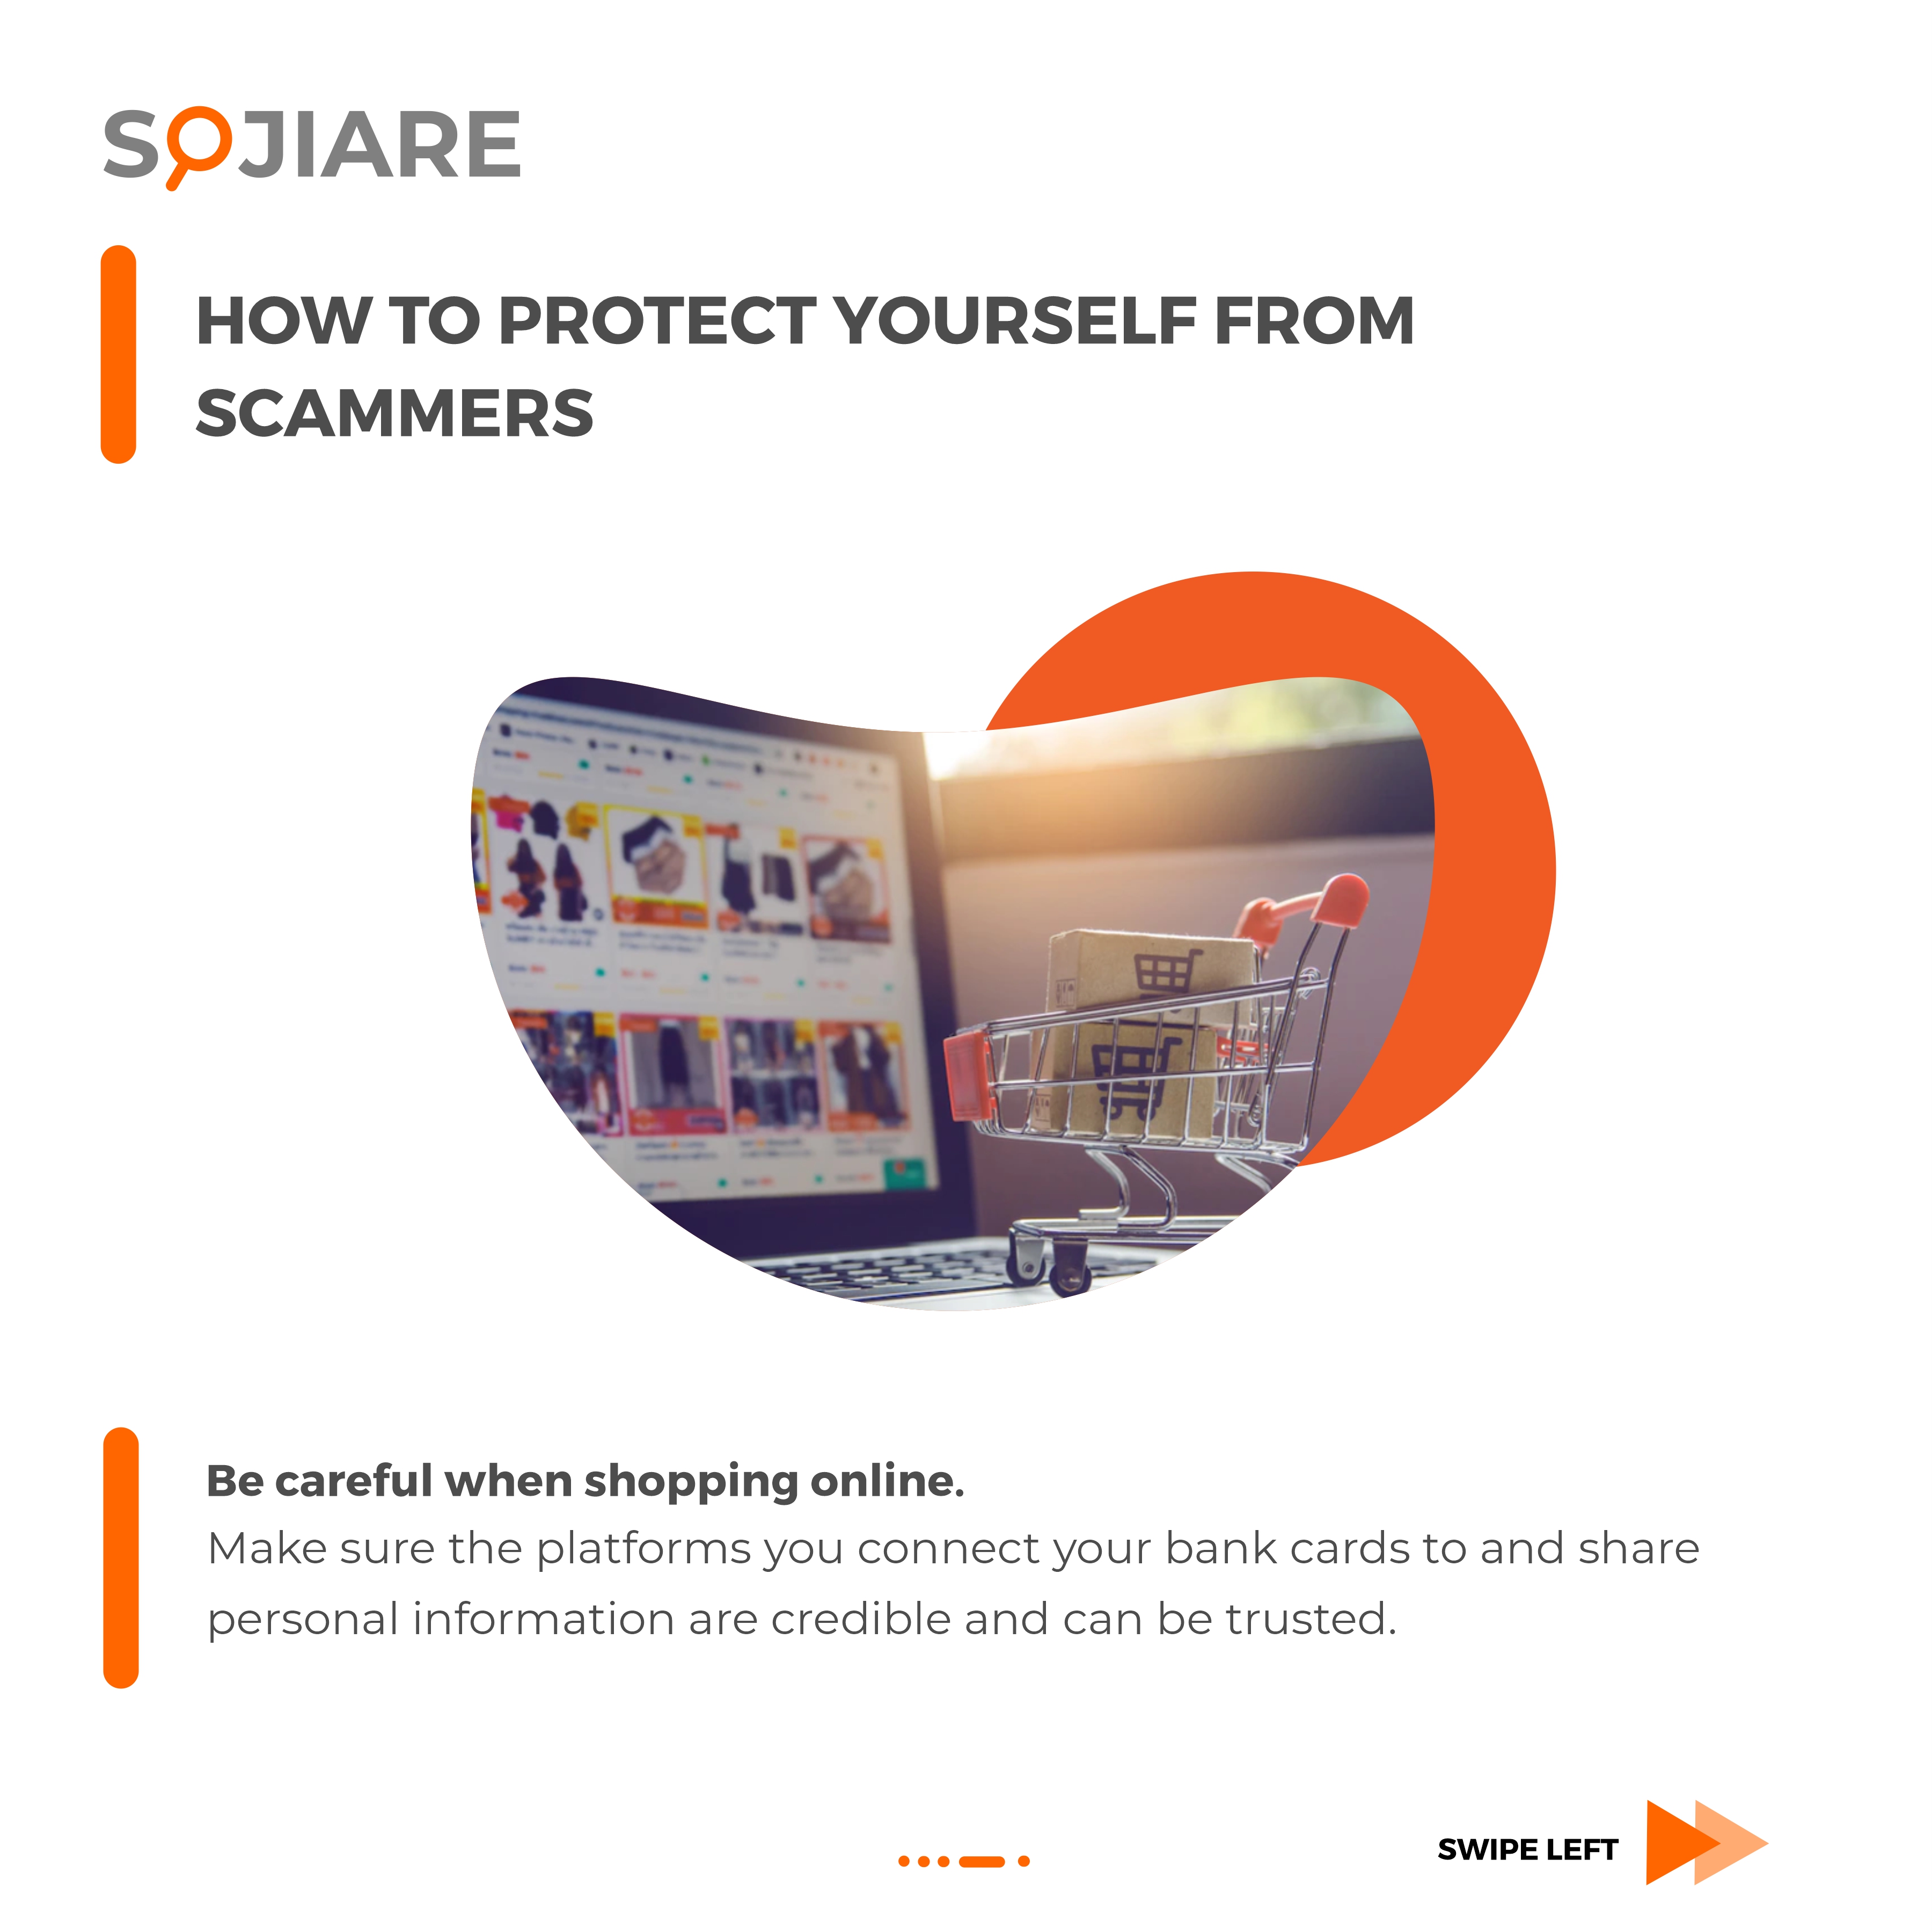 SOJIARE
HOW TO PROTECT YOURSELF FROM
SCAMMERS
Be careful when shopping online.
Make sure the platforms you connect your bank cards to and share
personal information are credible and can be trusted.
SWIPE LEFT